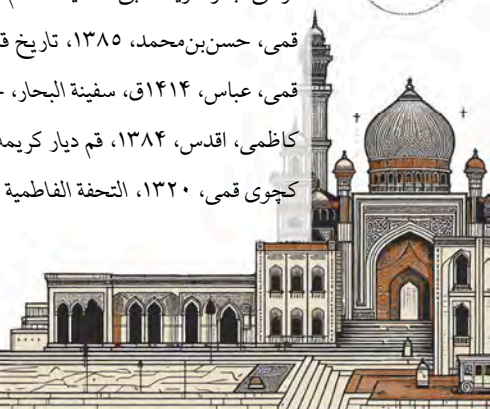 قمی، حسن‌بن‌محمد، ۱۳۸۵، تاریخ
قمی، عباس، ۱۴۱۴ق، سفینة البحار،
کاظمی، اقدس، ۱۳۸۴، قم دیار کریمه
کچوی قمی، ۱۳۲۰، التحفة الفاطمیة